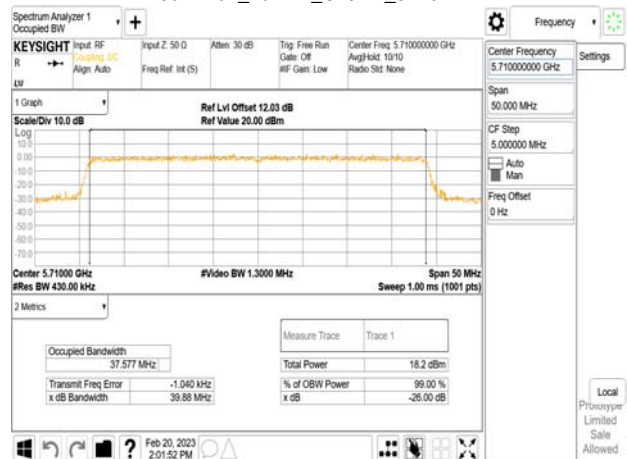 Spectrum Analyzer 1
Occupied BW
Frequency
KEYSIGHT
Input: RF
Coupling: DC
Align: Auto
Input Z: 50 Ω
Freq Ref: Int (S)
Atten: 30 dB
Trig: Free Run
Gate: Off
#IF Gain: Low
Center Freq: 5.710000000 GHz
Avg|Hold: 10/10
Radio Std: None
R
LM
Center Frequency
5.710000000 GHz
Settings
Span
50.000 MHz
CF Step
5.000000 MHz
Auto
Man
Freq Offset
0 Hz
1 Graph
Scale/Div 10.0 dB
Ref Lvl Offset 12.03 dB
Ref Value 20.00 dBm
Log
10.0
0.00
-10.0
-20.0
-30.0
-40.0
-50.0
-60.0
-70.0
Center 5.71000 GHz
#Res BW 430.00 kHz
#Video BW 1.3000 MHz
Span 50 MHz
Sweep 1.00 ms (1001 pts)
2 Metrics
Measure Trace
Trace 1
Occupied Bandwidth
37.577 MHz
Total Power
18.2 dBm
Transmit Freq Error
-1.040 kHz
% of OBW Power
99.00 %
x dB Bandwidth
39.88 MHz
x dB
-26.00 dB
Local
Prototype
Limited
Sale
Allowed
?
Feb 20, 2023
2:01:52 PM